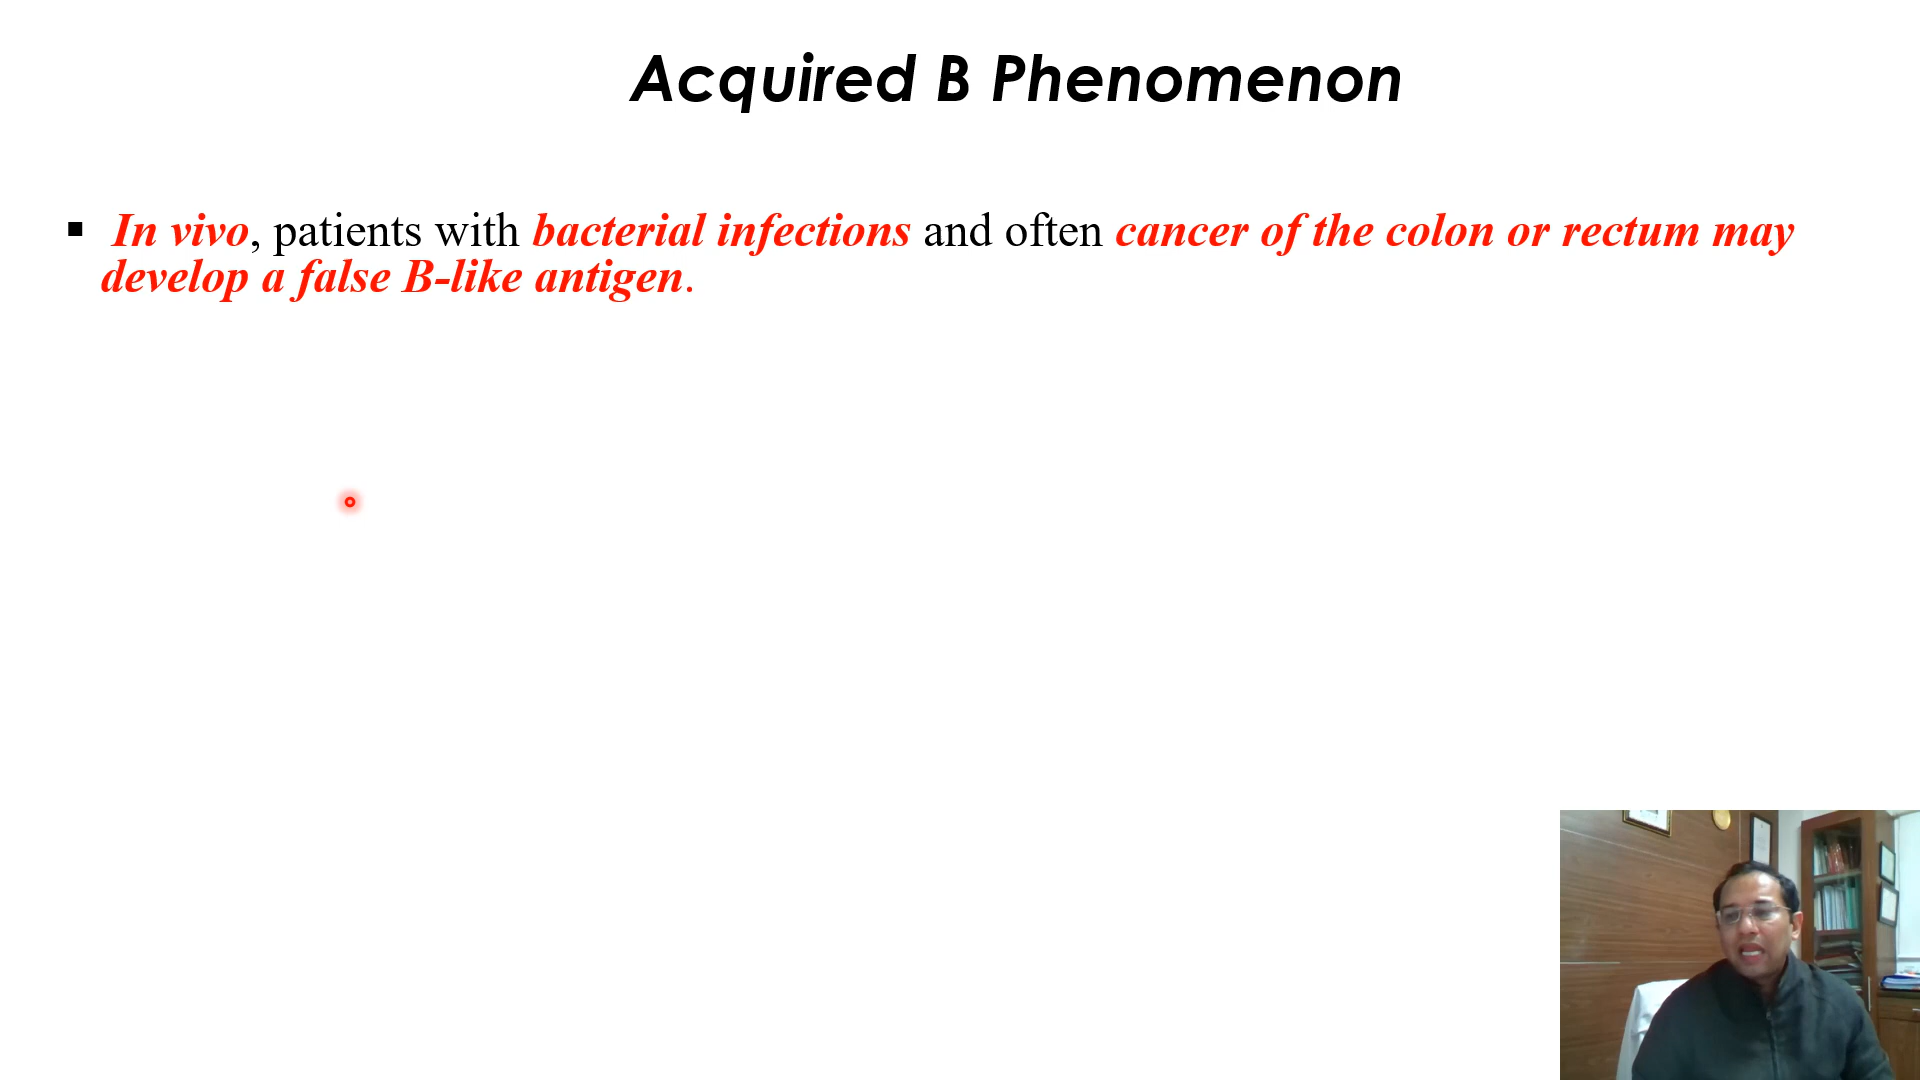 Acquired B Phenomenon
▪ In vivo, patients with bacterial infections and often cancer of the colon or rectum may
develop a false B-like antigen.